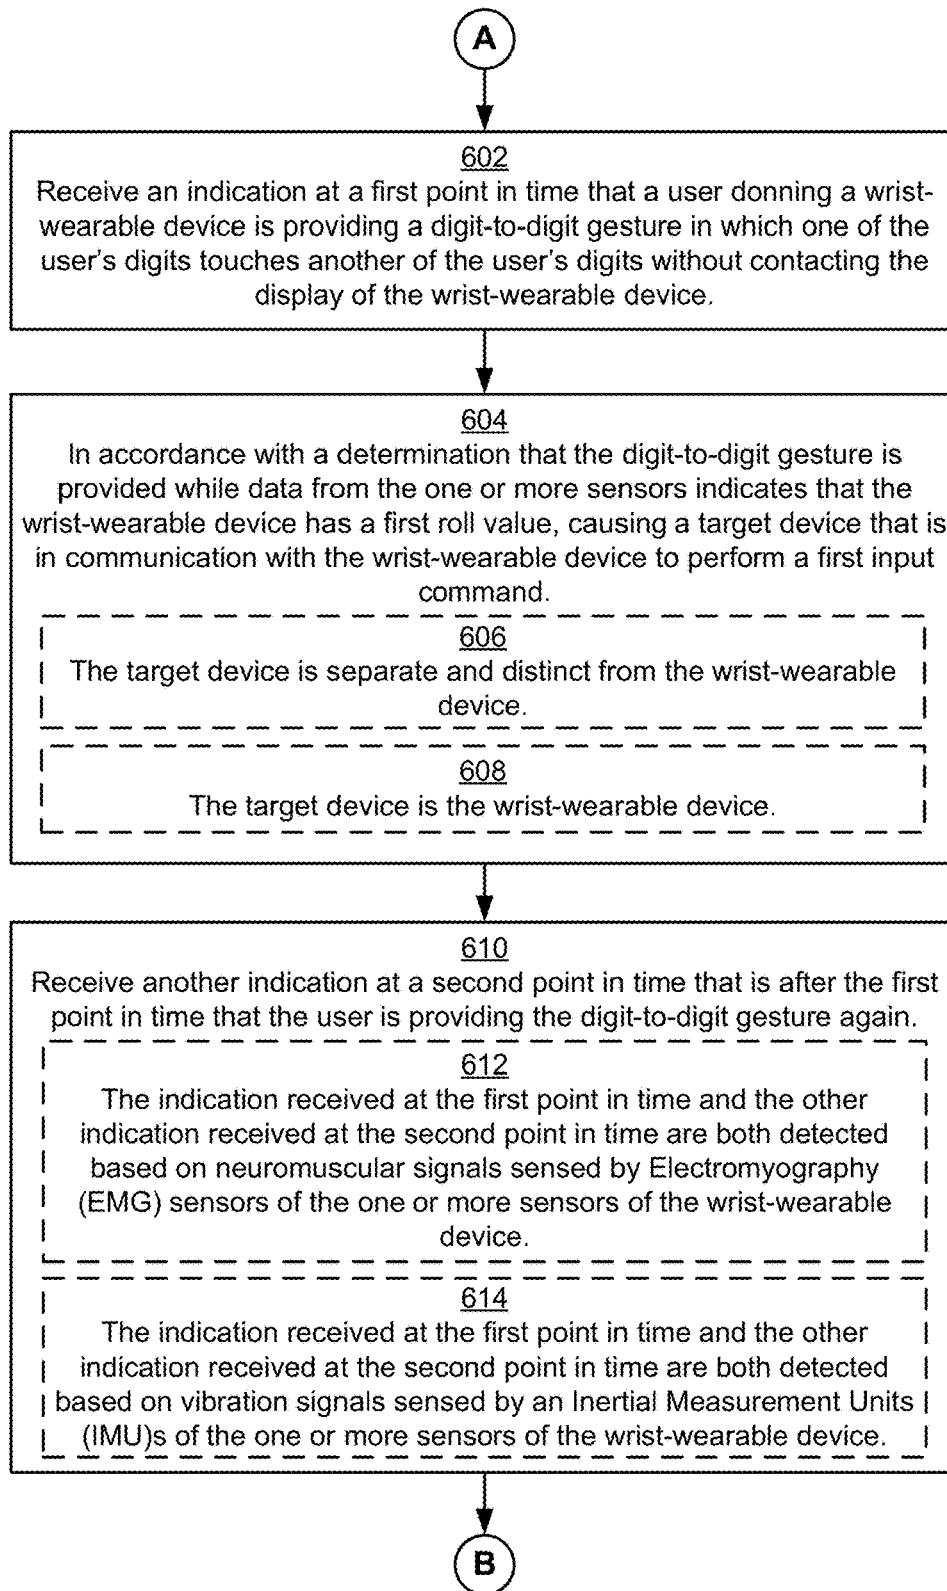 A
602
Receive an indication at a first point in time that a user donning a wrist-
wearable device is providing a digit-to-digit gesture in which one of the
user's digits touches another of the user's digits without contacting the
display of the wrist-wearable device.
604
In accordance with a determination that the digit-to-digit gesture is
provided while data from the one or more sensors indicates that the
wrist-wearable device has a first roll value, causing a target device that is
in communication with the wrist-wearable device to perform a first input
command.
606
The target device is separate and distinct from the wrist-wearable
device.
608
The target device is the wrist-wearable device.
610
Receive another indication at a second point in time that is after the first
point in time that the user is providing the digit-to-digit gesture again.
612
The indication received at the first point in time and the other
indication received at the second point in time are both detected
based on neuromuscular signals sensed by Electromyography
(EMG) sensors of the one or more sensors of the wrist-wearable
device.
614
The indication received at the first point in time and the other
indication received at the second point in time are both detected
based on vibration signals sensed by an Inertial Measurement Units
(IMU)s of the one or more sensors of the wrist-wearable device.
B